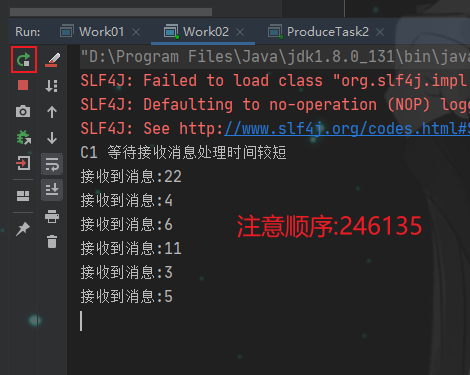 Run: Work01 Work02 ProduceTask2
"D:\Program Files\Java\jdk1.8.0_131\bin\java
SLF4J: Failed to load class "org.slf4j.impl
SLF4J: Defaulting to no-operation (NOP) logg
SLF4J: See http://www.slf4j.org/codes.html#S
C1 等待接收消息处理时间较短
接收到消息:22
接收到消息:4
接收到消息:6
注意顺序:246135
接收到消息:11
接收到消息:3
接收到消息:5